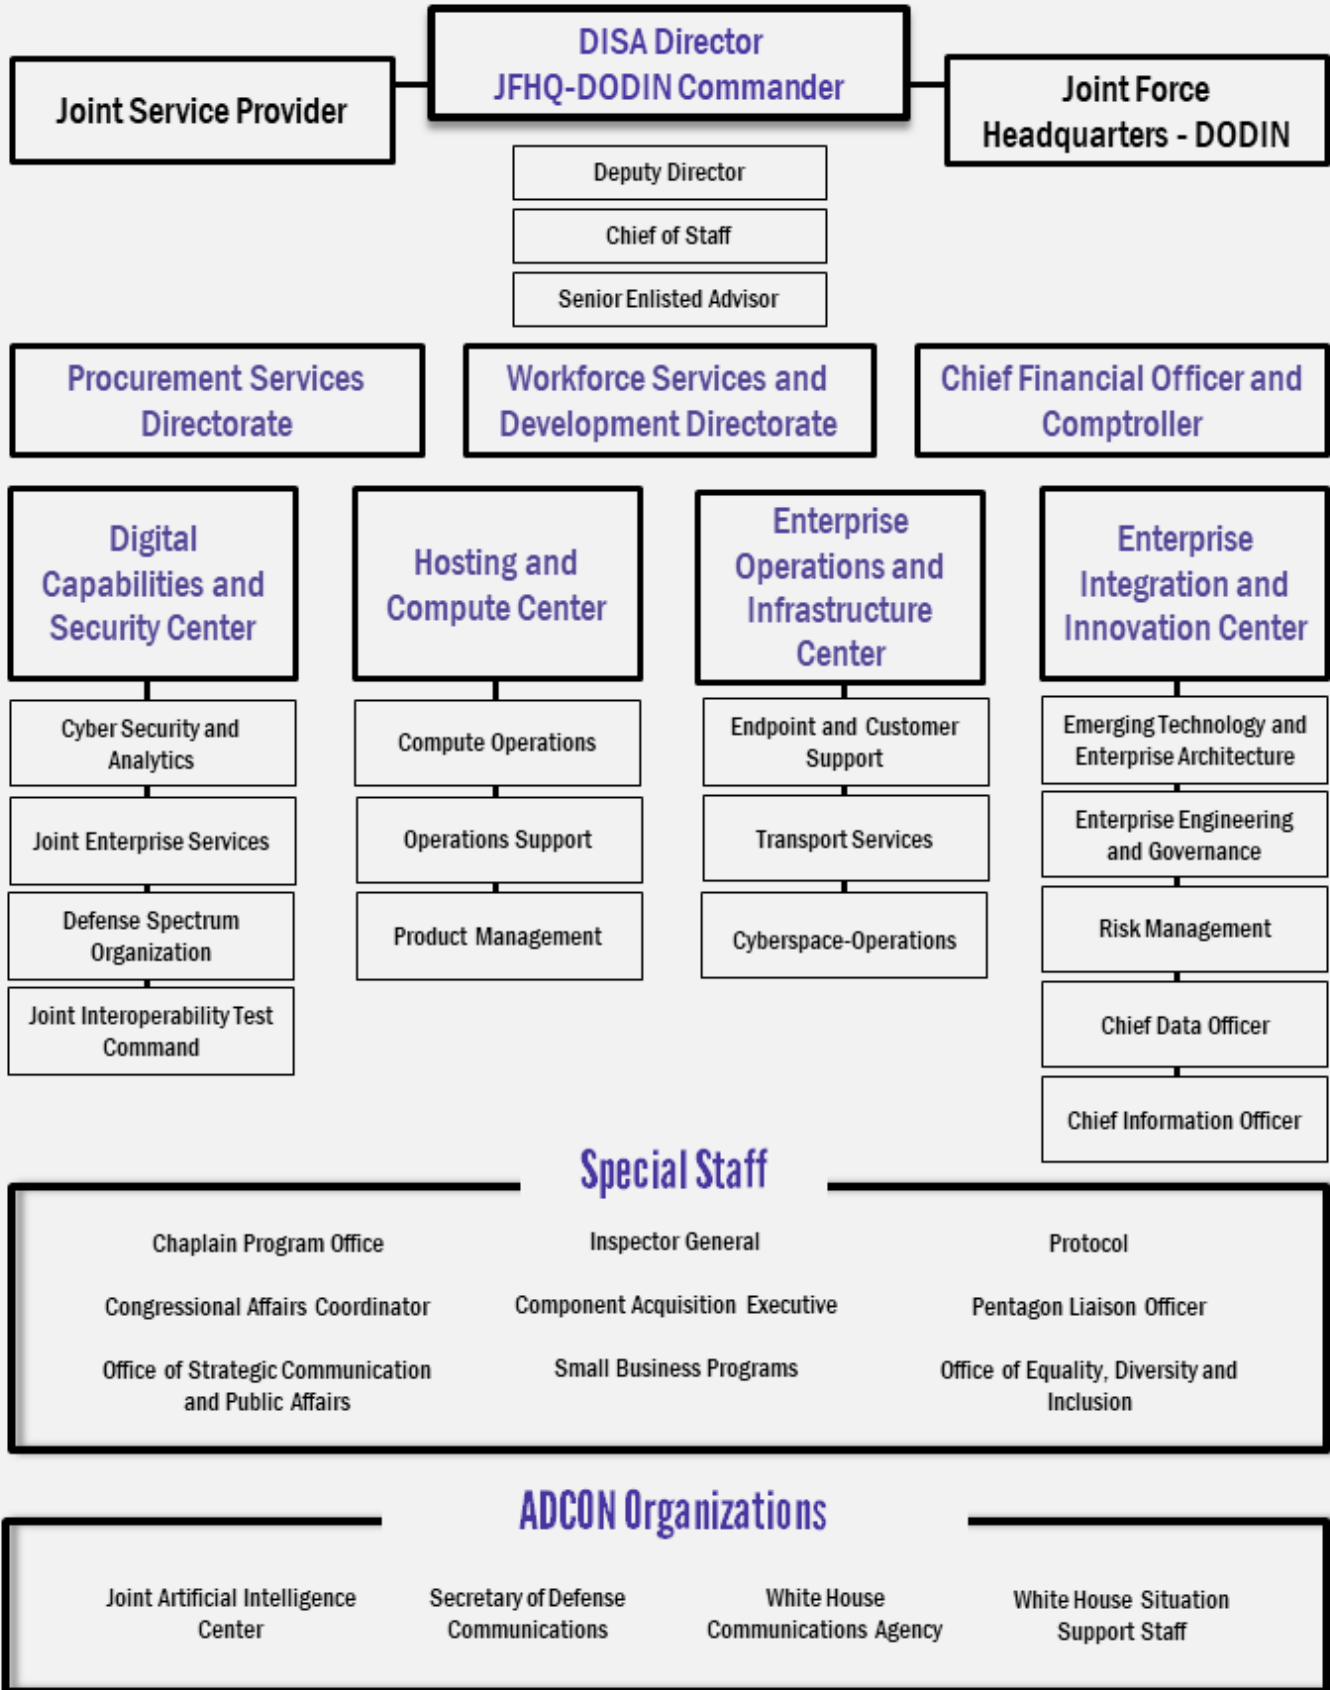 DISA Director
JFHQ-DODIN Commander
Joint Service Provider
Joint Force
Headquarters - DODIN
Deputy Director
Chief of Staff
Senior Enlisted Advisor
Procurement Services
Directorate
Workforce Services and
Development Directorate
Chief Financial Officer and
Comptroller
Digital
Capabilities and
Security Center
Hosting and
Compute Center
Enterprise
Operations and
Infrastructure
Center
Enterprise
Integration and
Innovation Center
Cyber Security and
Analytics
Joint Enterprise Services
Defense Spectrum
Organization
Joint Interoperability Test
Command
Compute Operations
Operations Support
Product Management
Endpoint and Customer
Support
Transport Services
Cyberspace-Operations
Emerging Technology and
Enterprise Architecture
Enterprise Engineering
and Governance
Risk Management
Chief Data Officer
Chief Information Officer
Special Staff
Chaplain Program Office
Inspector General
Protocol
Congressional Affairs Coordinator
Component Acquisition Executive
Pentagon Liaison Officer
Office of Strategic Communication
and Public Affairs
Small Business Programs
Office of Equality, Diversity and
Inclusion
ADCON Organizations
Joint Artificial Intelligence
Center
Secretary of Defense
Communications
White House
Communications Agency
White House Situation
Support Staff